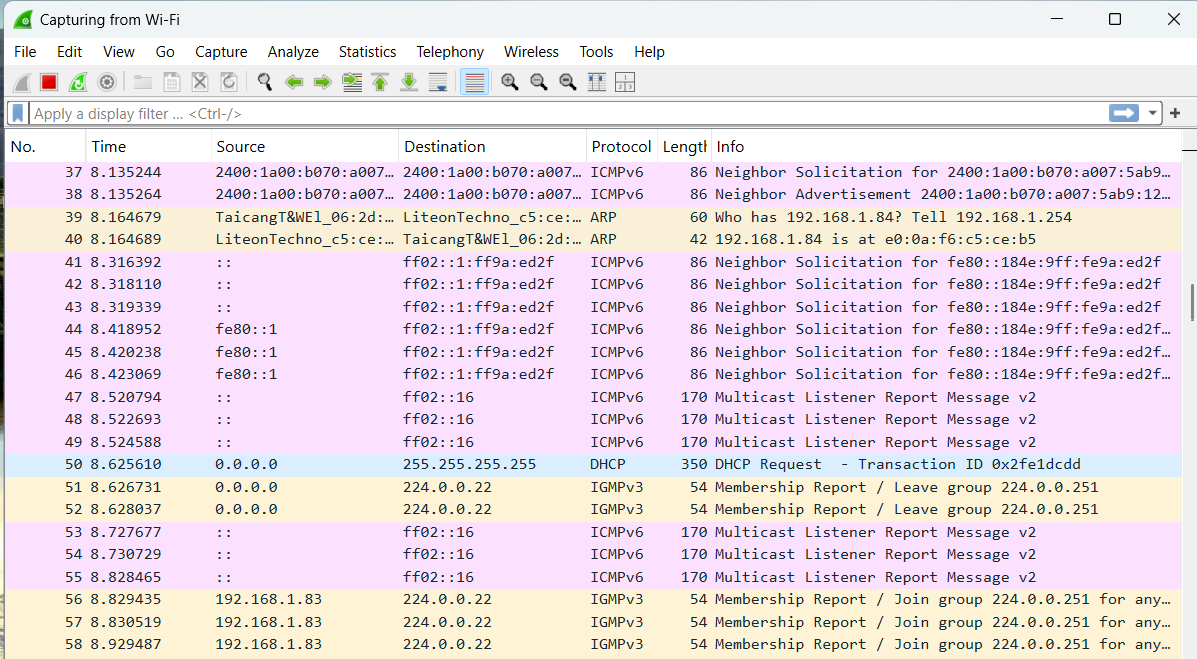 Capturing from Wi-Fi
File Edit View Go Capture Analyze Statistics Telephony Wireless Tools Help
Apply a display filter … <Ctrl-/>
No. Time Source Destination Protocol Length Info
37 8.135244 2400:1a00:b070:a007… 2400:1a00:b070:a007… ICMPv6 86 Neighbor Solicitation for 2400:1a00:b070:a007:5ab9…
38 8.135264 2400:1a00:b070:a007… 2400:1a00:b070:a007… ICMPv6 86 Neighbor Advertisement 2400:1a00:b070:a007:5ab9:12…
39 8.164679 TaicangT&WEl_06:2d:… LiteonTechno_c5:ce:… ARP 60 Who has 192.168.1.84? Tell 192.168.1.254
40 8.164689 LiteonTechno_c5:ce:… TaicangT&WEl_06:2d:… ARP 42 192.168.1.84 is at e0:0a:f6:c5:ce:b5
41 8.316392 :: ff02::1:ff9a:ed2f ICMPv6 86 Neighbor Solicitation for fe80::184e:9ff:fe9a:ed2f
42 8.318110 :: ff02::1:ff9a:ed2f ICMPv6 86 Neighbor Solicitation for fe80::184e:9ff:fe9a:ed2f
43 8.319339 :: ff02::1:ff9a:ed2f ICMPv6 86 Neighbor Solicitation for fe80::184e:9ff:fe9a:ed2f
44 8.418952 fe80::1 ff02::1:ff9a:ed2f ICMPv6 86 Neighbor Solicitation for fe80::184e:9ff:fe9a:ed2f…
45 8.420238 fe80::1 ff02::1:ff9a:ed2f ICMPv6 86 Neighbor Solicitation for fe80::184e:9ff:fe9a:ed2f…
46 8.423069 fe80::1 ff02::1:ff9a:ed2f ICMPv6 86 Neighbor Solicitation for fe80::184e:9ff:fe9a:ed2f…
47 8.520794 :: ff02::16 ICMPv6 170 Multicast Listener Report Message v2
48 8.522693 :: ff02::16 ICMPv6 170 Multicast Listener Report Message v2
49 8.524588 :: ff02::16 ICMPv6 170 Multicast Listener Report Message v2
50 8.625610 0.0.0.0 255.255.255.255 DHCP 350 DHCP Request - Transaction ID 0x2fe1dcdd
51 8.626731 0.0.0.0 224.0.0.22 IGMPv3 54 Membership Report / Leave group 224.0.0.251
52 8.628037 0.0.0.0 224.0.0.22 IGMPv3 54 Membership Report / Leave group 224.0.0.251
53 8.727677 :: ff02::16 ICMPv6 170 Multicast Listener Report Message v2
54 8.730729 :: ff02::16 ICMPv6 170 Multicast Listener Report Message v2
55 8.828465 :: ff02::16 ICMPv6 170 Multicast Listener Report Message v2
56 8.829435 192.168.1.83 224.0.0.22 IGMPv3 54 Membership Report / Join group 224.0.0.251 for any…
57 8.830519 192.168.1.83 224.0.0.22 IGMPv3 54 Membership Report / Join group 224.0.0.251 for any…
58 8.929487 192.168.1.83 224.0.0.22 IGMPv3 54 Membership Report / Join group 224.0.0.251 for any…